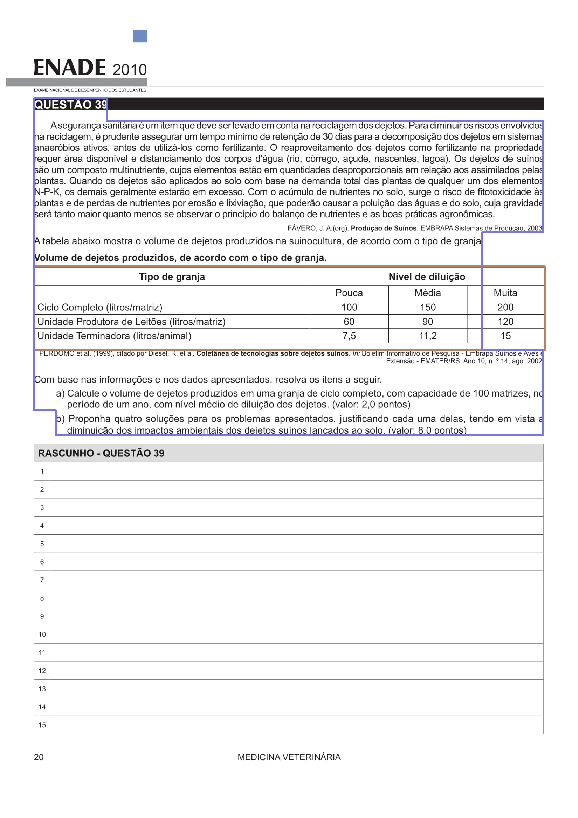 ENADE 2010
EXAME NACIONAL DE DESEMPENHO DOS ESTUDANTES
QUESTÃO 39
A segurança sanitária é um item que deve ser levado em conta na reciclagem dos dejetos. Para diminuir os riscos envolvidos
na reciclagem, é prudente assegurar um tempo mínimo de retenção de 30 dias para a decomposição dos dejetos em sistemas
anaeróbios ativos, antes de utilizá-los como fertilizante. O reaproveitamento dos dejetos como fertilizante na propriedade
requer área disponível e distanciamento dos corpos d'água (rio, córrego, açude, nascentes, lagoa). Os dejetos de suínos
são um composto multinutriente, cujos elementos estão em quantidades desproporcionais em relação aos assimilados pelas
plantas. Quando os dejetos são aplicados ao solo com base na demanda total das plantas de qualquer um dos elementos
N-P-K, os demais geralmente estarão em excesso. Com o acúmulo de nutrientes no solo, surge o risco de fitotoxicidade às
plantas e de perdas de nutrientes por erosão e lixiviação, que poderão causar a poluição das águas e do solo, cuja gravidade
será tanto maior quanto menos se observar o princípio do balanço de nutrientes e as boas práticas agronômicas.
FÁVERO, J. A.(org). Produção de Suínos. EMBRAPA Sistemas de Produção, 2003.
A tabela abaixo mostra o volume de dejetos produzidos na suinocultura, de acordo com o tipo de granja.
Volume de dejetos produzidos, de acordo com o tipo de granja.
Tipo de granja Nível de diluição
Pouca Média Muita
Ciclo Completo (litros/matriz) 100 150 200
Unidade Produtora de Leitões (litros/matriz) 60 90 120
Unidade Terminadora (litros/animal) 7,5 11,2 15
PERDOMO et al. (1999), citado por Diesel, R. et al. Coletânea de tecnologias sobre dejetos suínos. In: Boletim Informativo de Pesquisa - Embrapa Suínos e Aves e
Extensão - EMATER/RS. Ano 10, n.º 14, ago. 2002.
Com base nas informações e nos dados apresentados, resolva os itens a seguir.
a) Calcule o volume de dejetos produzidos em uma granja de ciclo completo, com capacidade de 100 matrizes, no
período de um ano, com nível médio de diluição dos dejetos. (valor: 2,0 pontos)
b) Proponha quatro soluções para os problemas apresentados, justificando cada uma delas, tendo em vista a
diminuição dos impactos ambientais dos dejetos suínos lançados ao solo. (valor: 8,0 pontos)
RASCUNHO - QUESTÃO 39
1
2
3
4
5
6
7
8
9
10
11
12
13
14
15
20 MEDICINA VETERINÁRIA